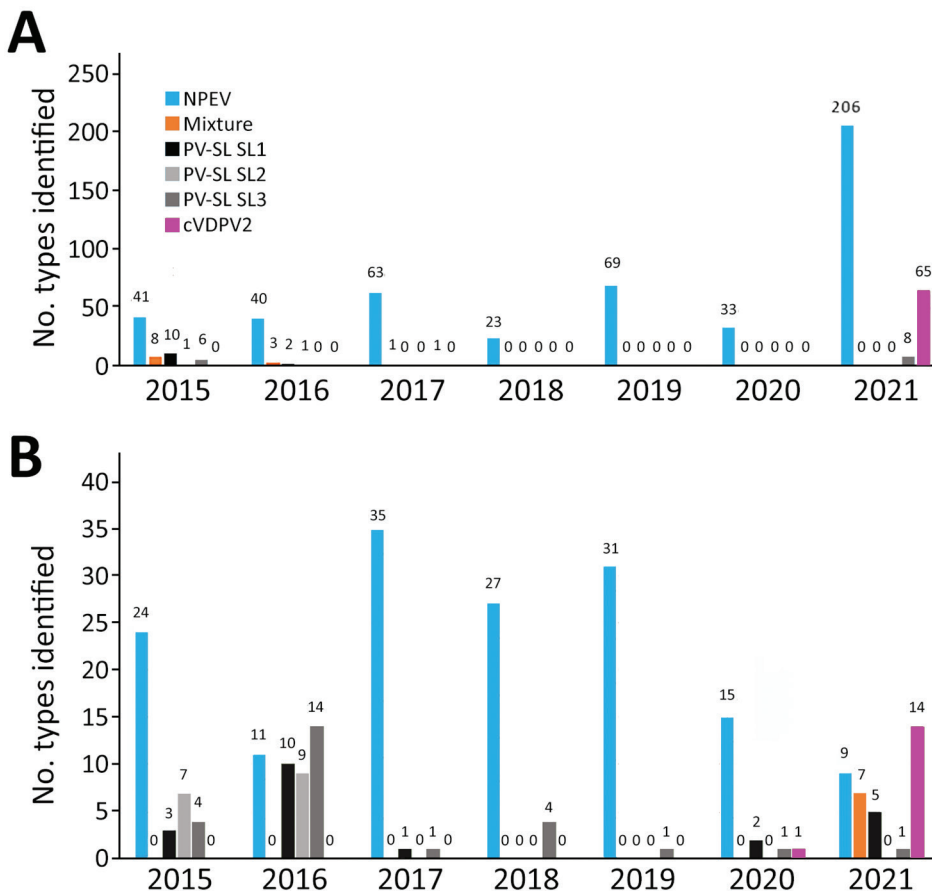 A
No. types identified
250
200
150
100
50
0
NPEV
Mixture
PV-SL SL1
PV-SL SL2
PV-SL SL3
cVDPV2
41 8 10 1 6 0
40 3 2 1 0 0
63 1 0 0 1 0
23 0 0 0 0 0
69 0 0 0 0 0
33 0 0 0 0 0
206 0 0 0 8 65
2015 2016 2017 2018 2019 2020 2021
B
No. types identified
40
35
30
25
20
15
10
5
0
24 0 3 7 4 0
11 0 10 9 14 0
35 0 1 0 1 0
27 0 0 0 4 0
31 0 0 0 1 0
15 0 2 0 1 1
9 7 5 0 1 14
2015 2016 2017 2018 2019 2020 2021